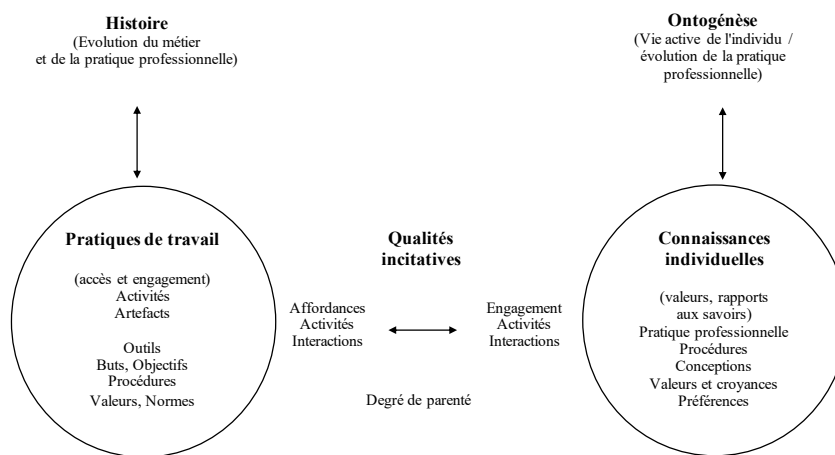 Histoire
(Evolution du métier
et de la pratique professionnelle)
Ontogénèse
(Vie active de l'individu /
évolution de la pratique
professionnelle)
Pratiques de travail
(accès et engagement)
Activités
Artefacts
Outils
Buts, Objectifs
Procédures
Valeurs, Normes
Qualités
incitatives
Affordances
Activités
Interactions
Engagement
Activités
Interactions
Degré de parenté
Connaissances
individuelles
(valeurs, rapports
aux savoirs)
Pratique professionnelle
Procédures
Conceptions
Valeurs et croyances
Préférences